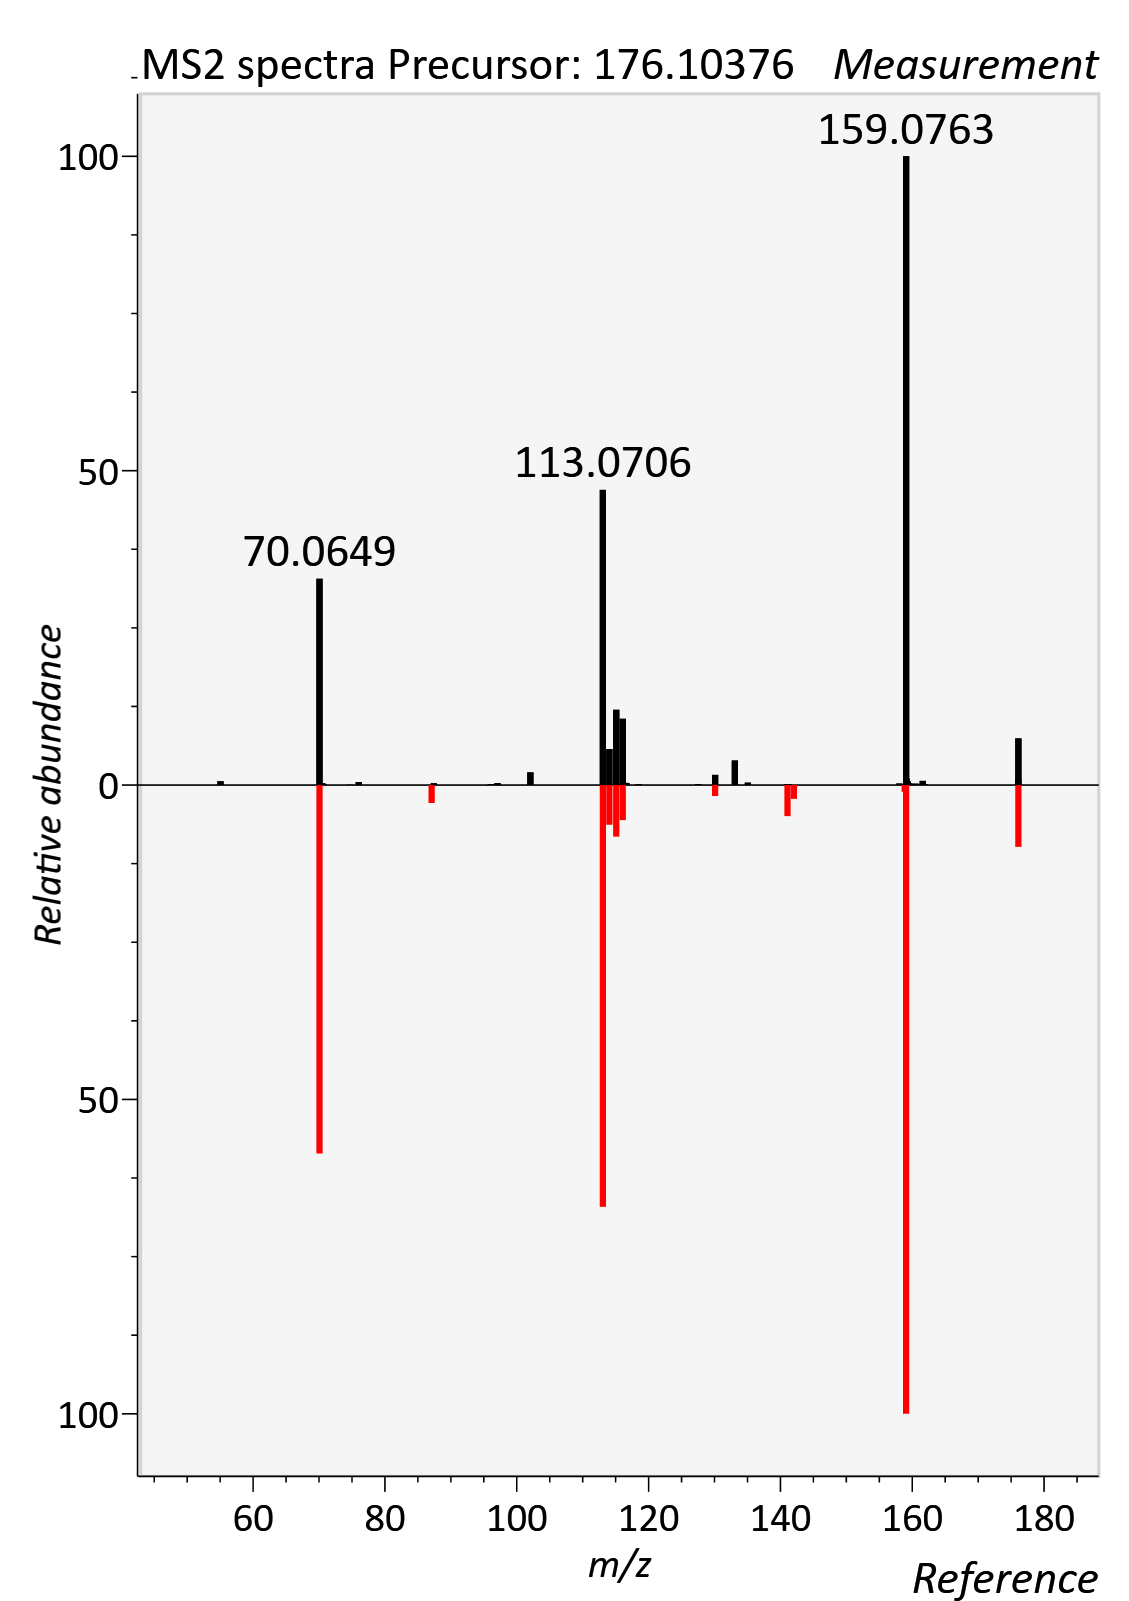 MS2 spectra Precursor: 176.10376 Measurement
159.0763
100
113.0706
50
70.0649
0
Relative abundance
50
100
60 80 100 120 140 160 180
m/z
Reference